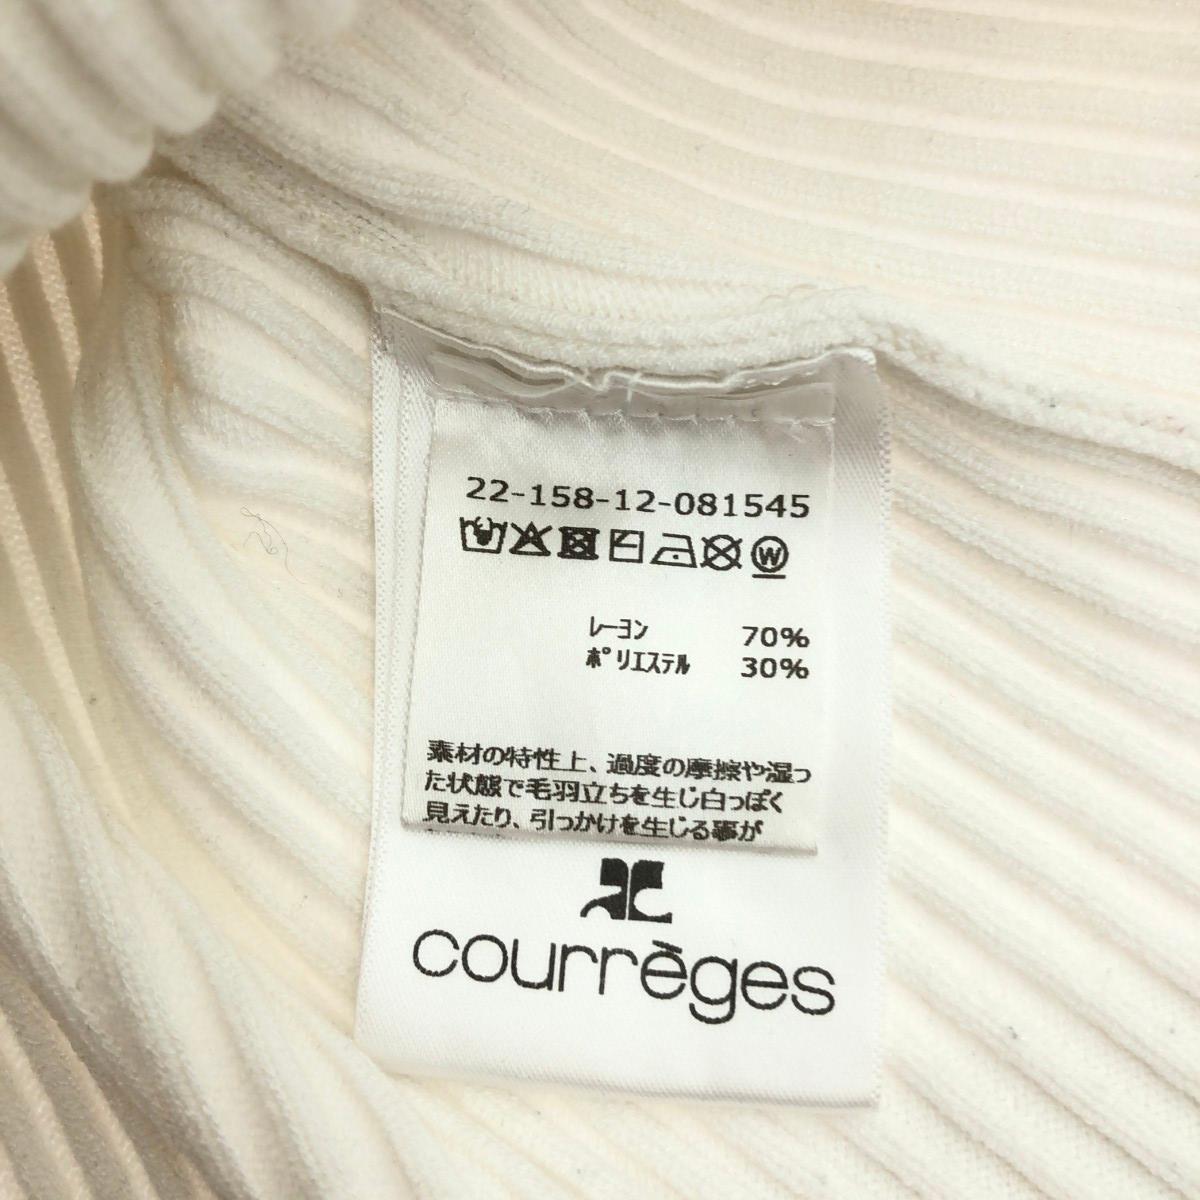 22-158-12-081545
W
レーヨン 70%
ポリエステル 30%
素材の特性上、過度の摩擦や湿っ
た状態で毛羽立ちを生じ白っぽく
見えたり、引っかけを生じる事が
courrèges